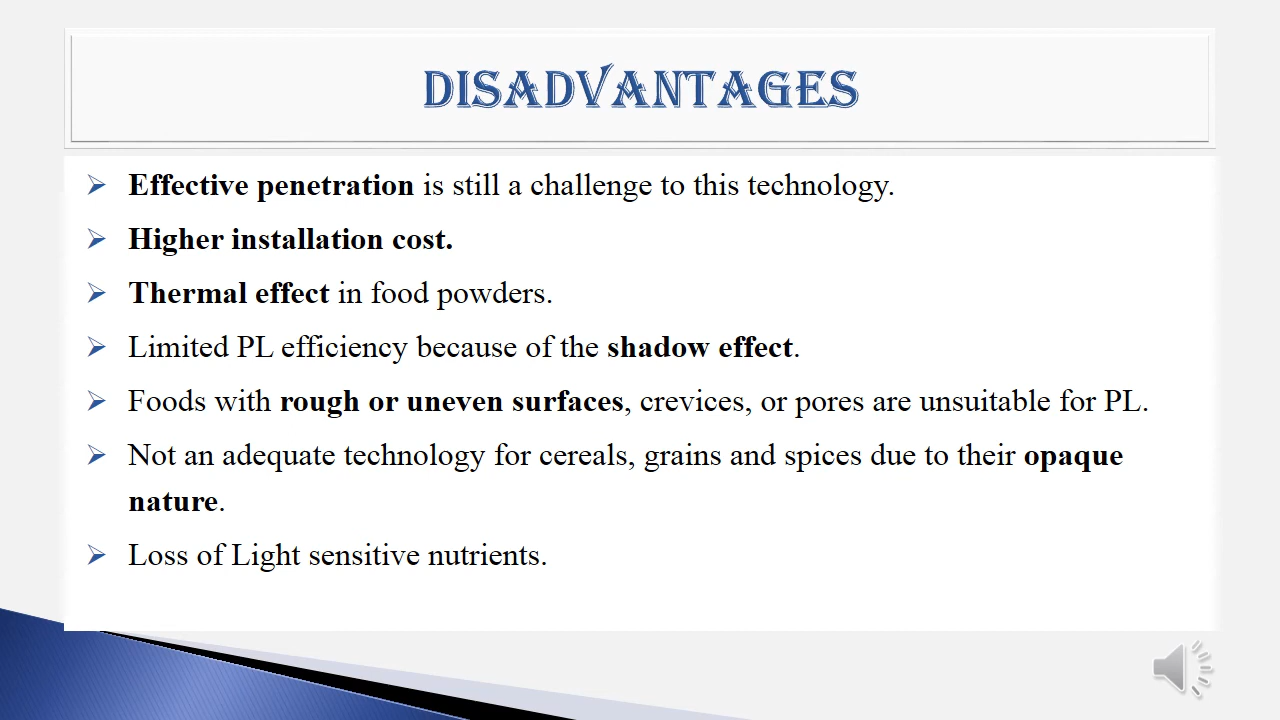 DISADVANTAGES
Effective penetration is still a challenge to this technology.
Higher installation cost.
Thermal effect in food powders.
Limited PL efficiency because of the shadow effect.
Foods with rough or uneven surfaces, crevices, or pores are unsuitable for PL.
Not an adequate technology for cereals, grains and spices due to their opaque
nature.
Loss of Light sensitive nutrients.